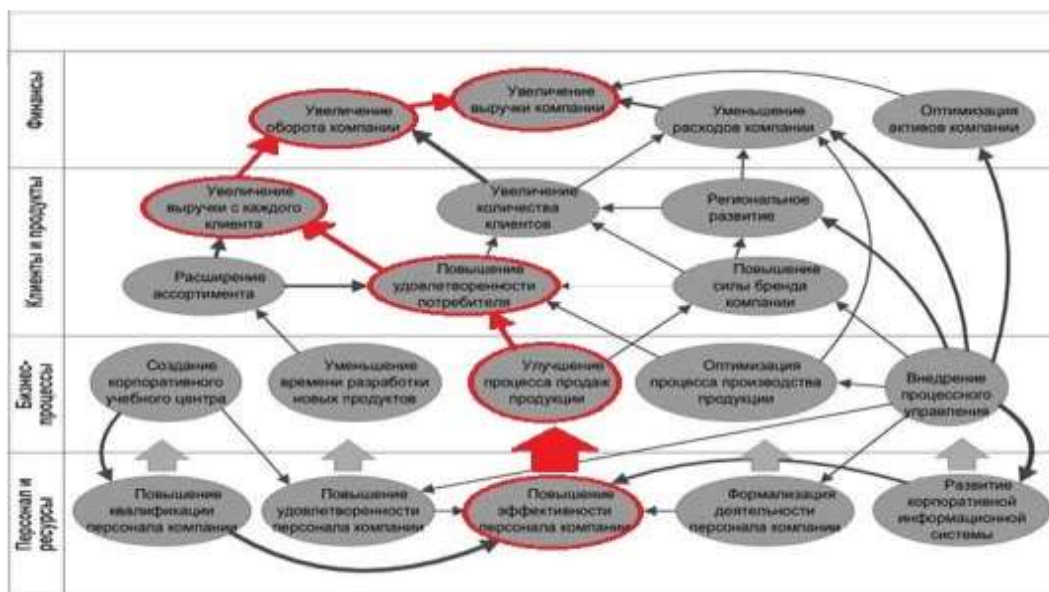 Финансы
Увеличение
оборота компании
Увеличение
выручки компании
Уменьшение
расходов компании
Оптимизация
активов компании
Клиенты и продукты
Увеличение
выручки с каждого
клиента
Увеличение
количества
клиентов
Региональное
развитие
Расширение
ассортимента
Повышение
удовлетворенности
потребителя
Повышение
силы бренда
компании
Бизнес-
процессы
Создание
корпоративного
учебного центра
Уменьшение
времени разработки
новых продуктов
Улучшение
процесса продаж
продукции
Оптимизация
процесса производства
продукции
Внедрение
процессного
управления
Персонал и
ресурсы
Повышение
квалификации
персонала компании
Повышение
удовлетворенности
персонала компании
Повышение
эффективности
персонала компании
Формализация
деятельности
персонала компании
Развитие
корпоративной
информационной
системы